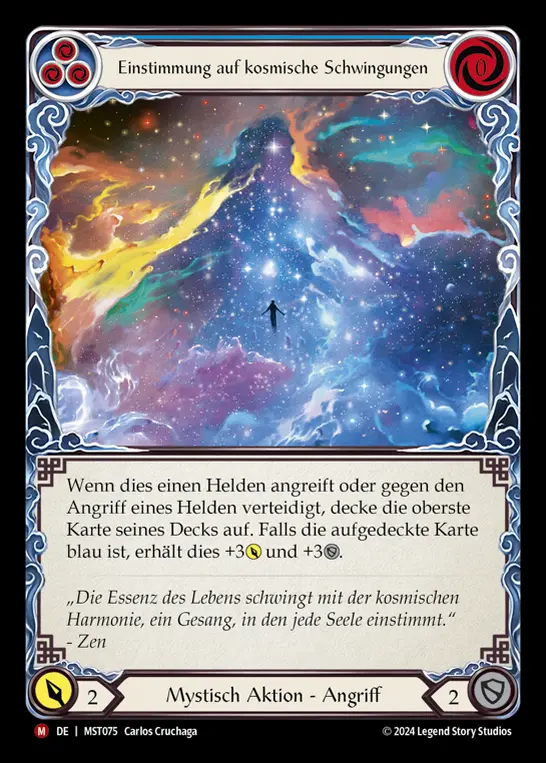 Einstimmung auf kosmische Schwingungen
0
Wenn dies einen Helden angreift oder gegen den
Angriff eines Helden verteidigt, decke die oberste
Karte seines Decks auf. Falls die aufgedeckte Karte
blau ist, erhält dies +3 und +3.
„Die Essenz des Lebens schwingt mit der kosmischen
Harmonie, ein Gesang, in den jede Seele einstimmt.“
- Zen
2 Mystisch Aktion - Angriff 2
M DE | MST075 Carlos Cruchaga © 2024 Legend Story Studios